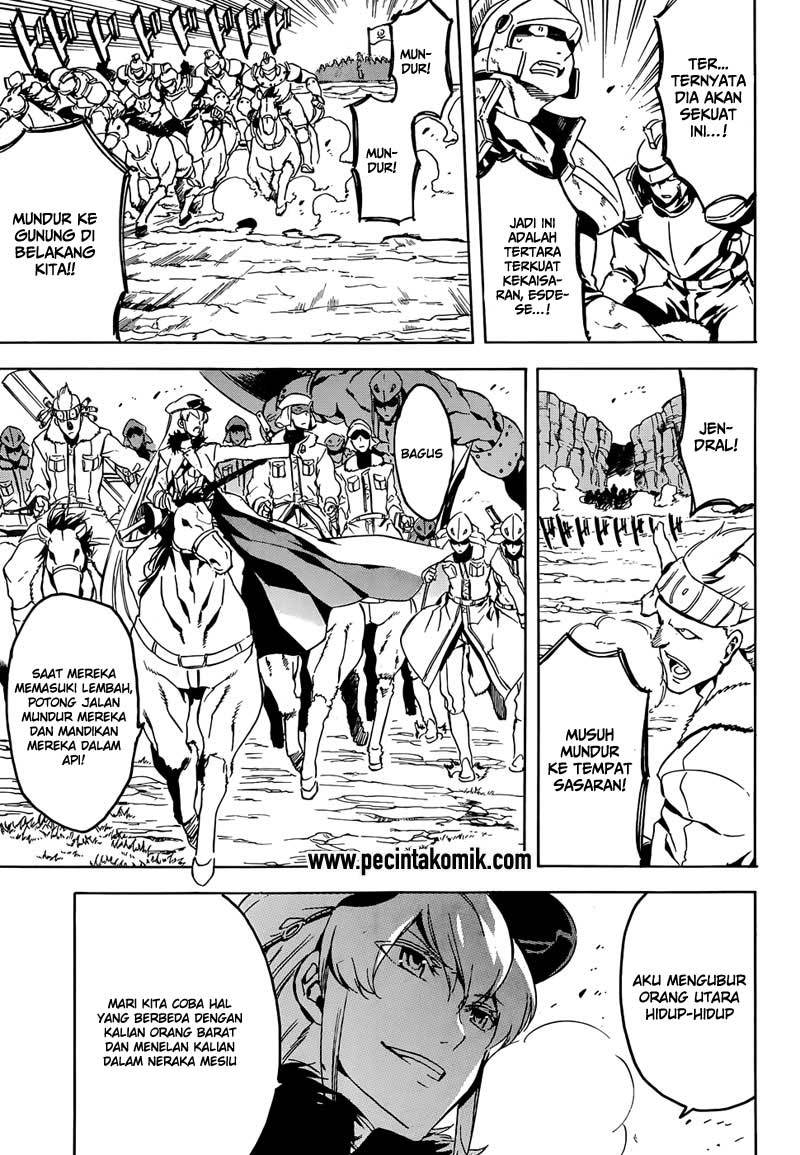 TER...
TERNYATA
DIA AKAN
SEKUAT
INI...!
JADI INI
ADALAH
TERTARA
TERKUAT
KEKAISA-
RAN, ESDE-
SE...!
MUN-
DUR!
MUN-
DUR!
MUNDUR KE
GUNUNG DI
BELAKANG
KITA!!
JEN-
DRAL!
MUSUH
MUNDUR
KE TEMPAT
SASARAN!
BAGUS
SAAT MEREKA
MEMASUKI LEMBAH,
POTONG JALAN
MUNDUR MEREKA
DAN MANDIKAN
MEREKA DALAM
API!
www.pecintakomik.com
AKU MENGUBUR
ORANG UTARA
HIDUP-HIDUP
MARI KITA COBA HAL
YANG BERBEDA DENGAN
KALIAN ORANG BARAT
DAN MENELAN KALIAN
DALAM NERAKA MESIU